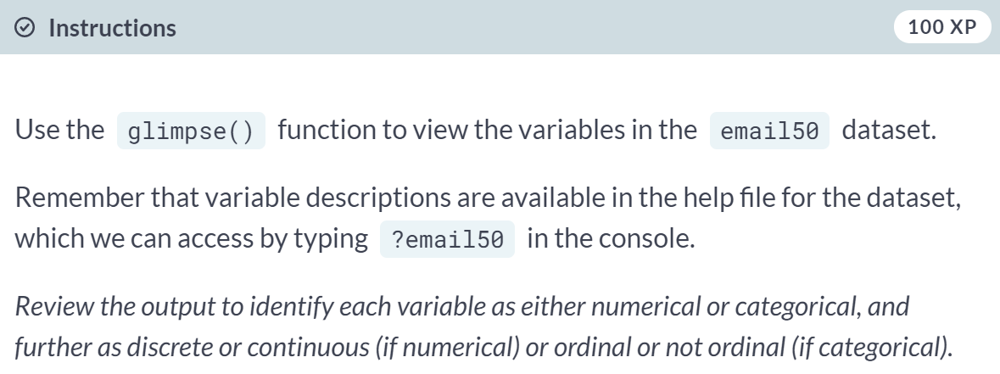 Instructions
100 XP
Use the glimpse() function to view the variables in the email50 dataset.
Remember that variable descriptions are available in the help file for the dataset,
which we can access by typing ?email50 in the console.
Review the output to identify each variable as either numerical or categorical, and
further as discrete or continuous (if numerical) or ordinal or not ordinal (if categorical).